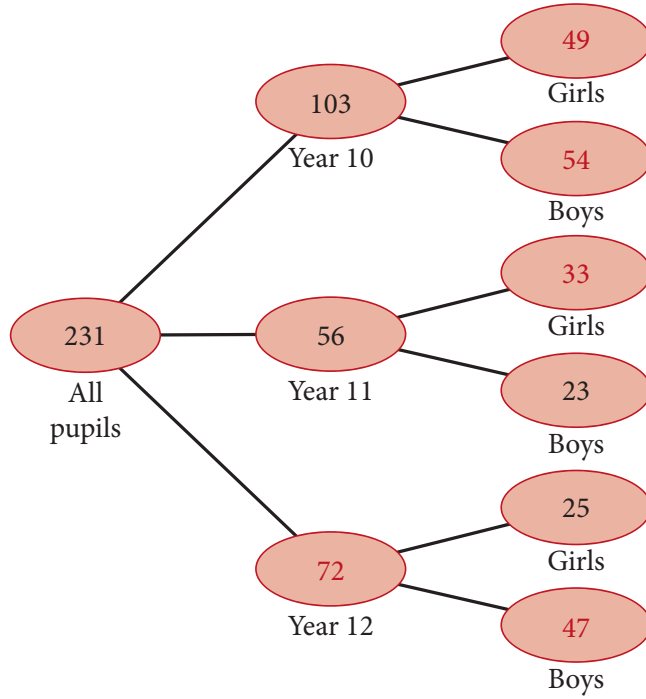 49
Girls
103
Year 10
54
Boys
33
Girls
231
All
pupils
56
Year 11
23
Boys
25
Girls
72
Year 12
47
Boys